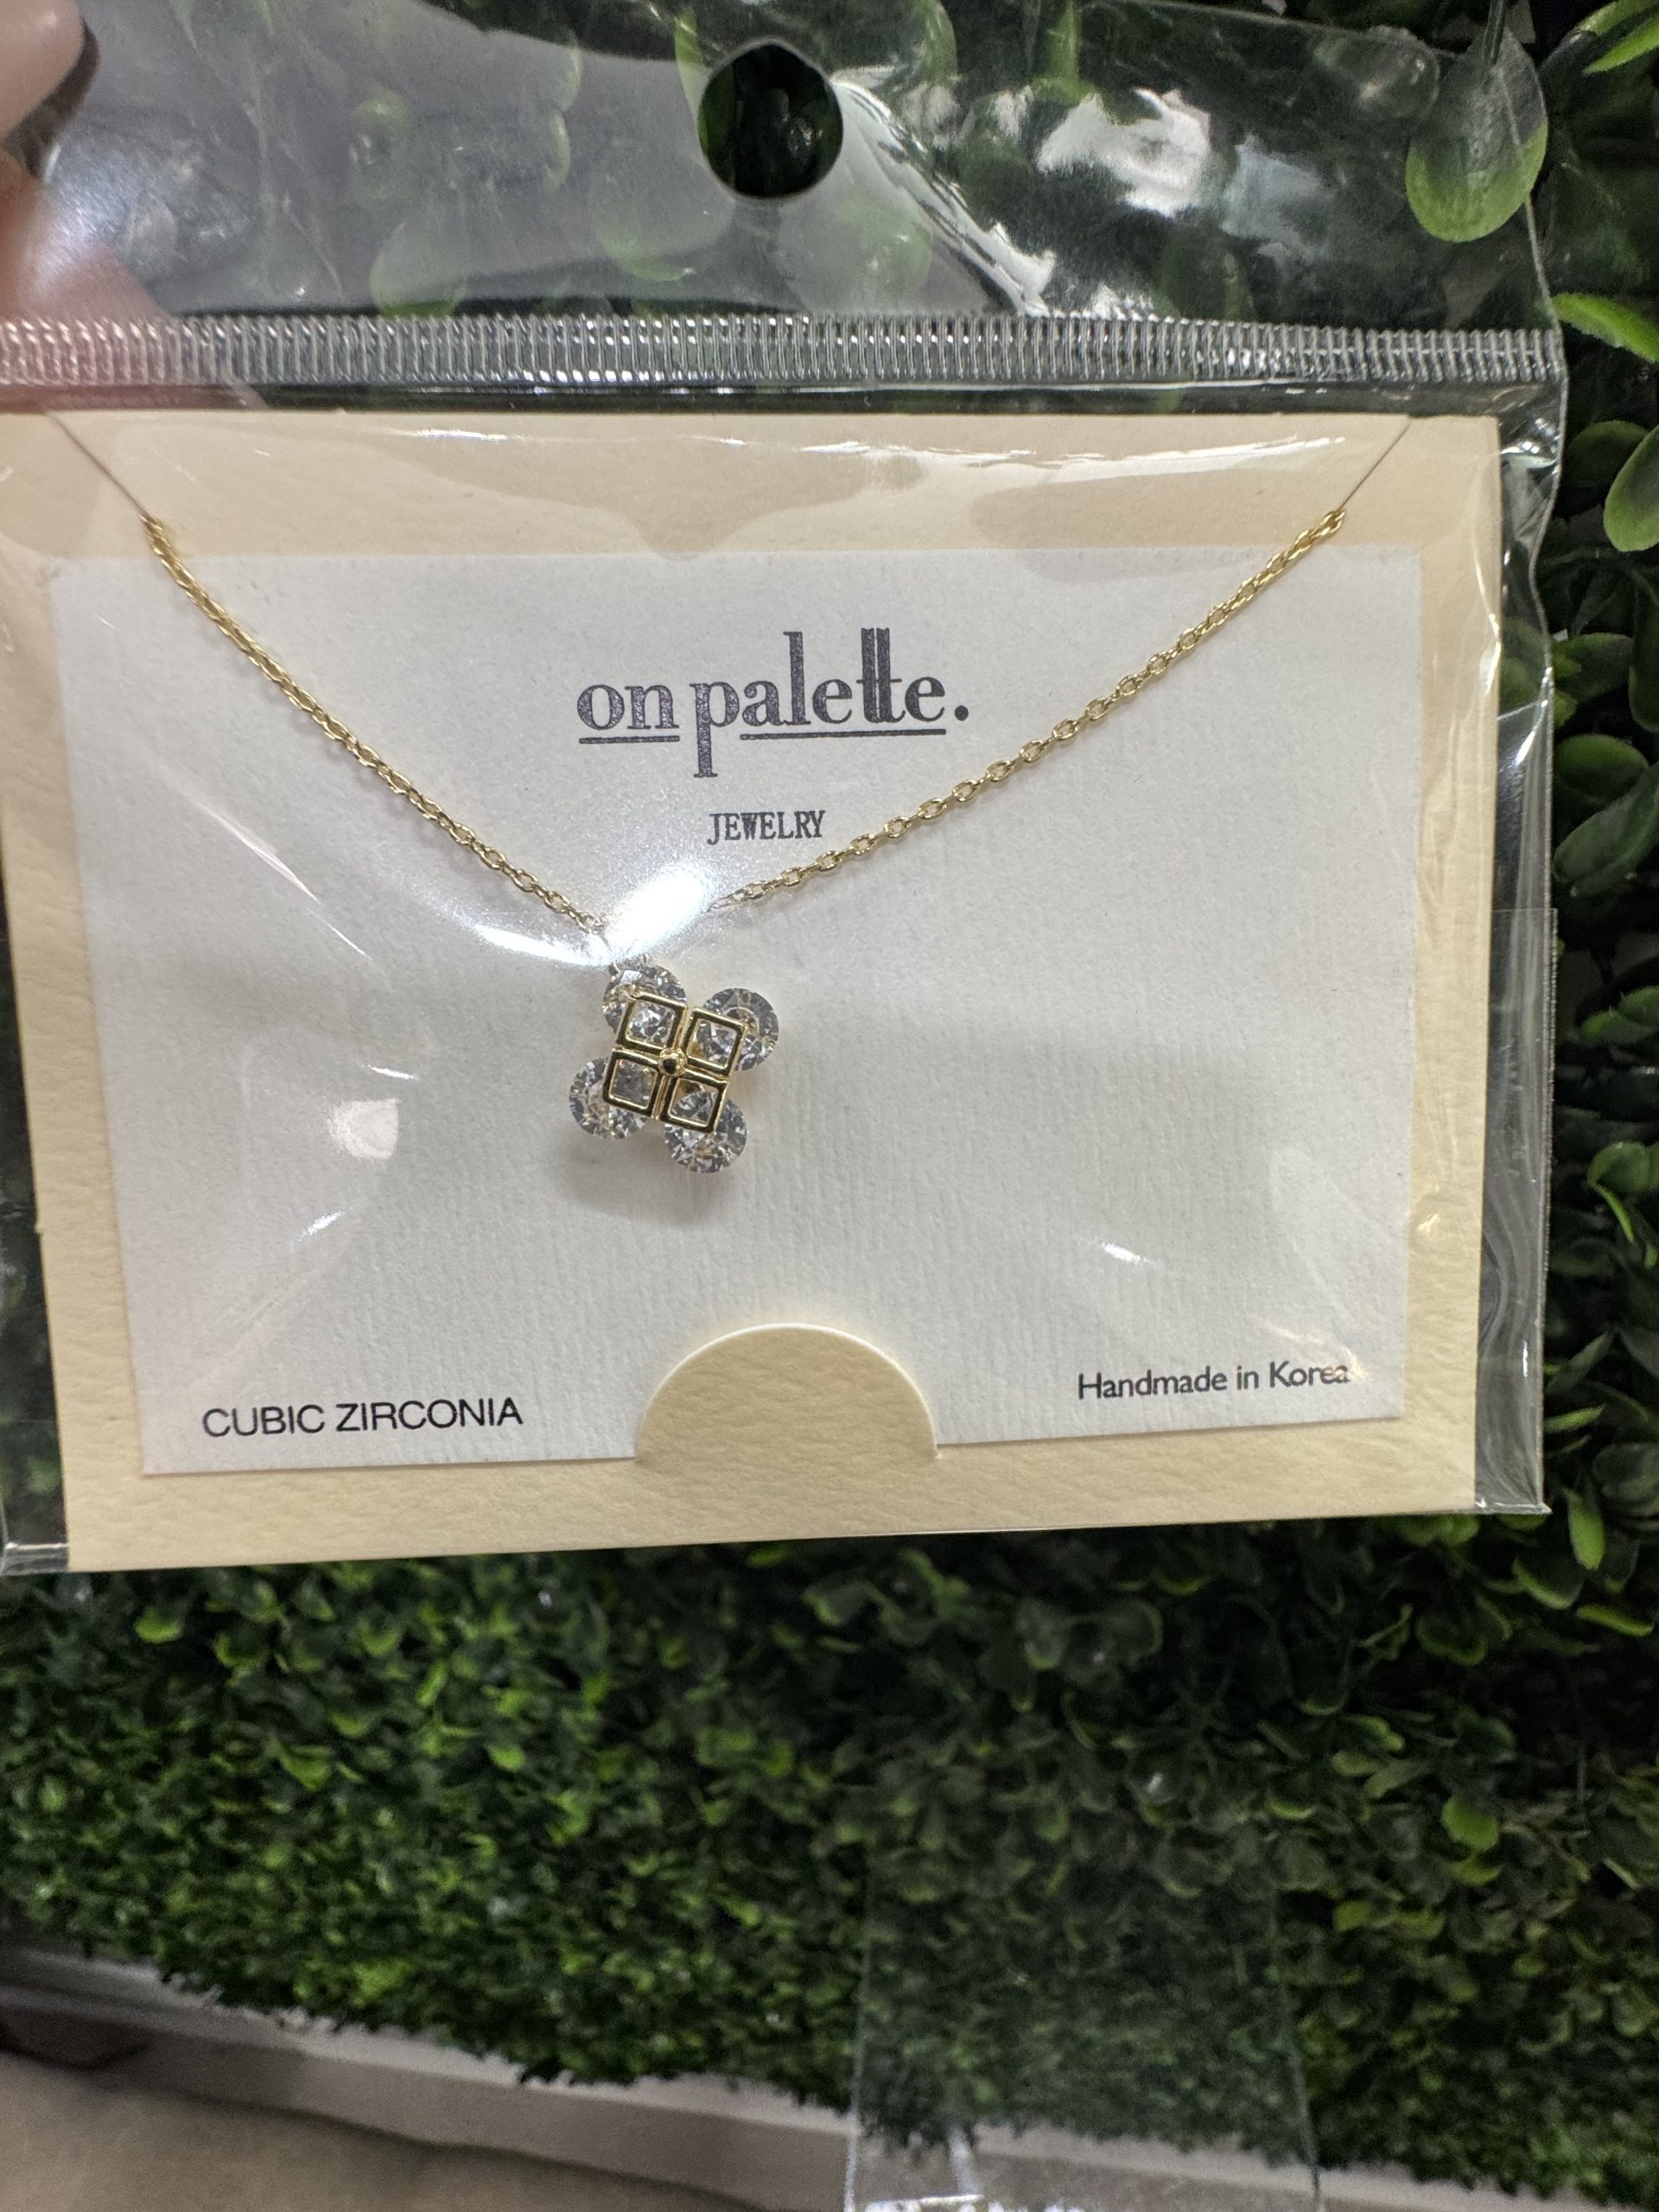 on palette.
JEWELRY
CUBIC ZIRCONIA
Handmade in Korea